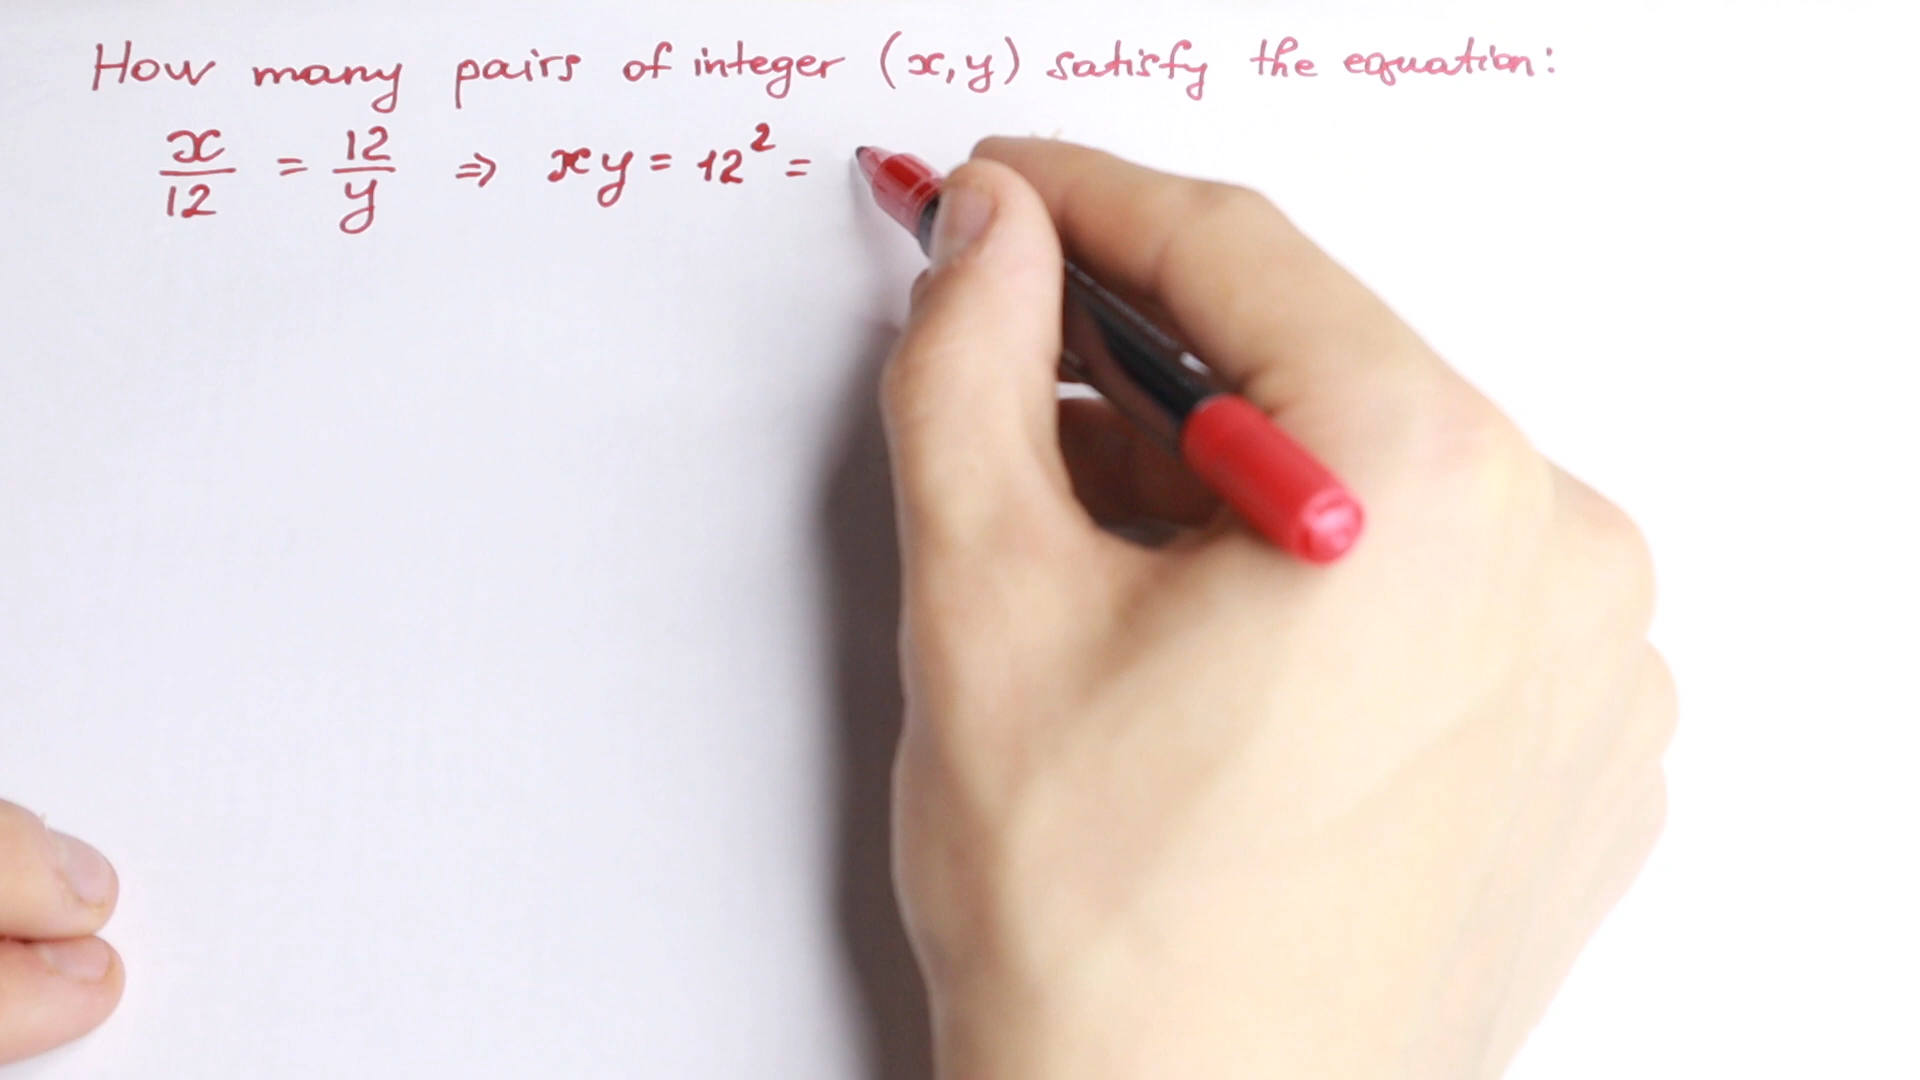 How many pairs of integer (x,y) satisfy the equation:
x/12 = 12/y ⇒ xy = 12² =